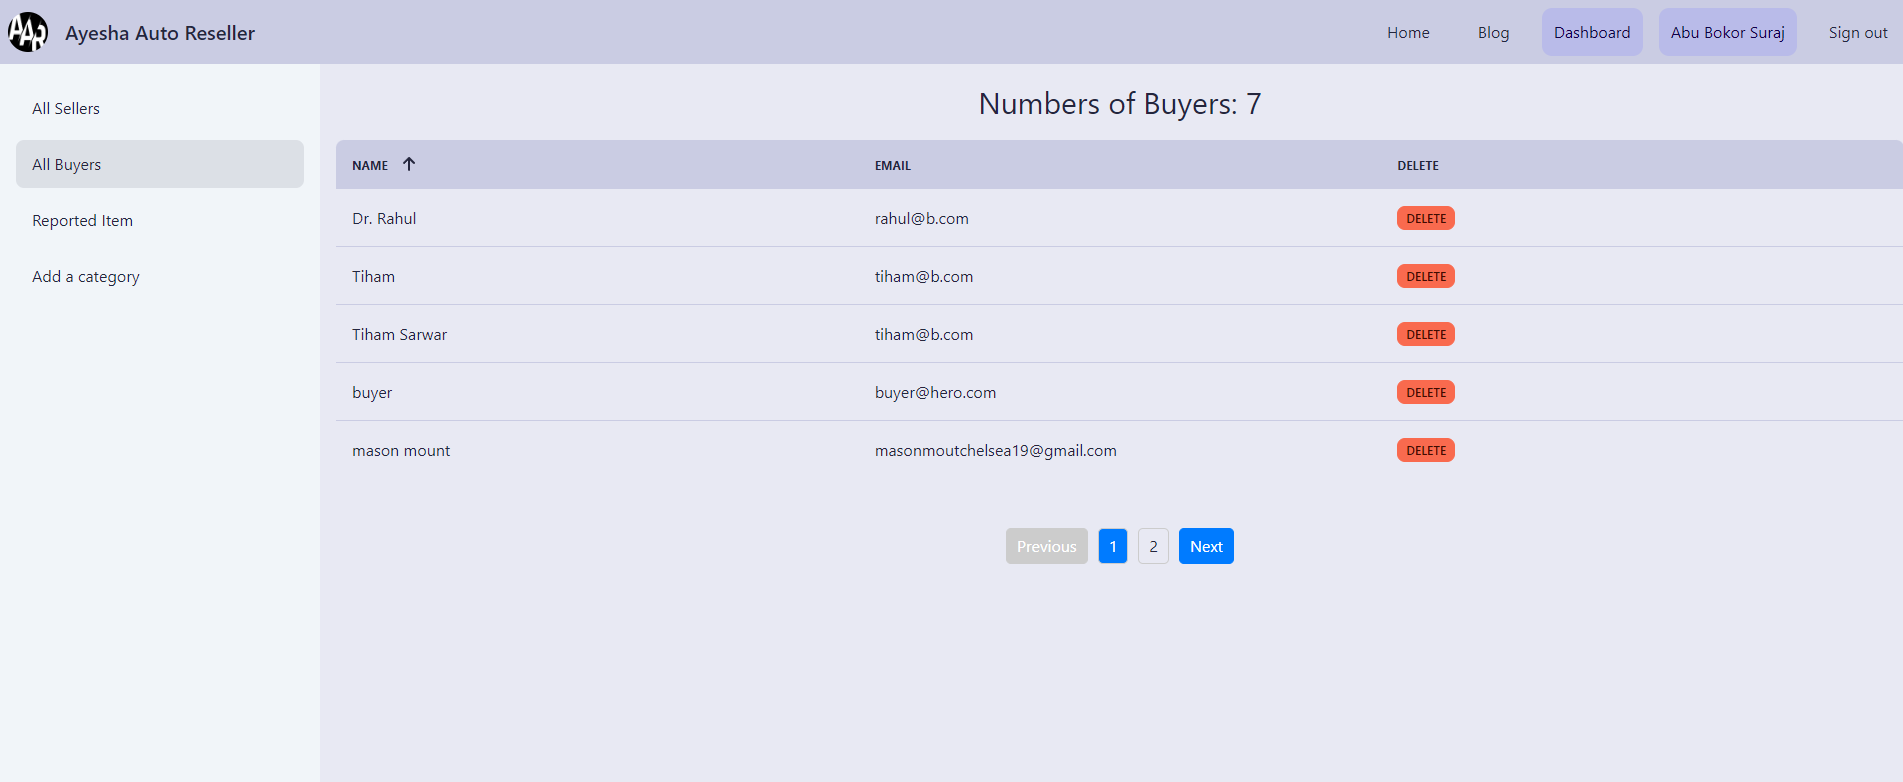 AAR Ayesha Auto Reseller Home Blog Dashboard Abu Bokor Suraj Sign out
All Sellers
All Buyers
Reported Item
Add a category
Numbers of Buyers: 7
NAME EMAIL DELETE
Dr. Rahul rahul@b.com DELETE
Tiham tiham@b.com DELETE
Tiham Sarwar tiham@b.com DELETE
buyer buyer@hero.com DELETE
mason mount masonmoutchelsea19@gmail.com DELETE
Previous 1 2 Next